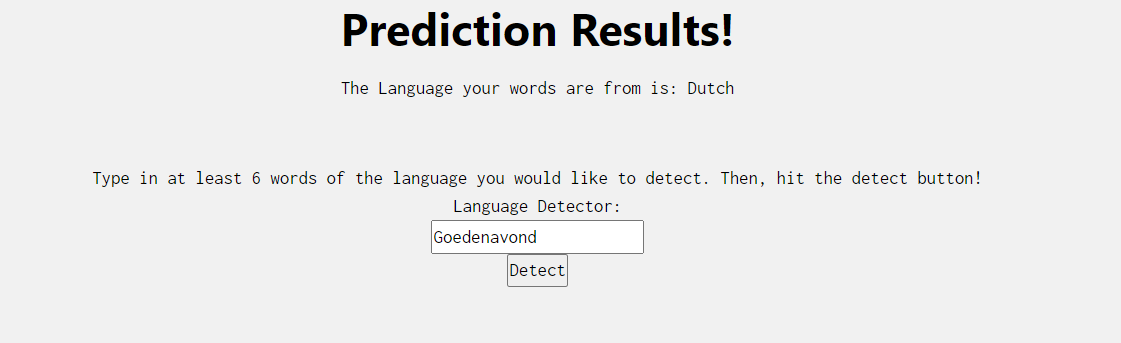 Prediction Results!
The Language your words are from is: Dutch
Type in at least 6 words of the language you would like to detect. Then, hit the detect button!
Language Detector:
Goedenavond
Detect